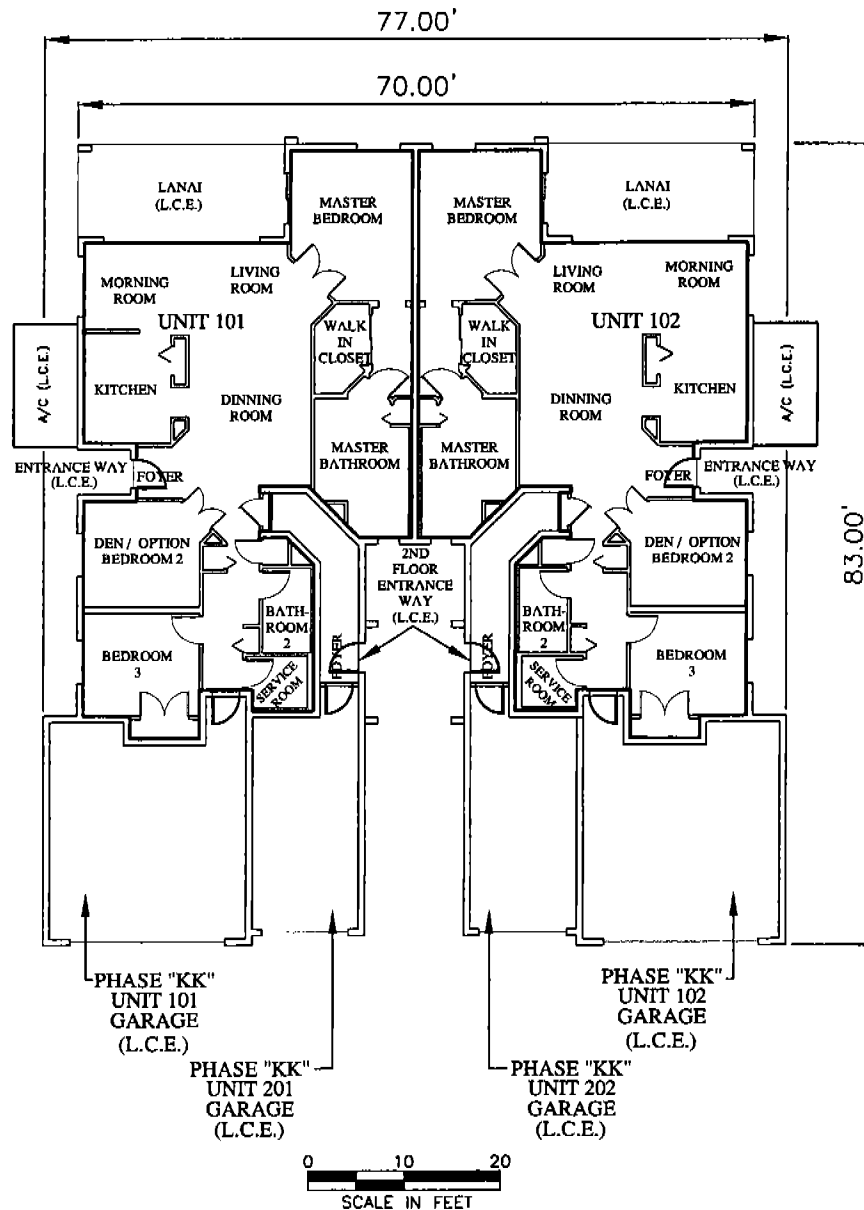 77.00'
70.00'
LANAI
(L.C.E.)
MASTER
BEDROOM
MASTER
BEDROOM
LANAI
(L.C.E.)
MORNING
ROOM
LIVING
ROOM
LIVING
ROOM
MORNING
ROOM
UNIT 101
UNIT 102
WALK
IN
CLOSET
WALK
IN
CLOSET
A/C (L.C.E.)
KITCHEN
DINNING
ROOM
DINNING
ROOM
KITCHEN
A/C (L.C.E.)
MASTER
BATHROOM
MASTER
BATHROOM
ENTRANCE WAY
(L.C.E.)
FOYER
FOYER
ENTRANCE WAY
(L.C.E.)
DEN / OPTION
BEDROOM 2
2ND
FLOOR
ENTRANCE
WAY
(L.C.E.)
DEN / OPTION
BEDROOM 2
83.00'
BATH-
ROOM
2
BATH-
ROOM
2
BEDROOM
3
SERVICE
ROOM
FOYER
FOYER
SERVICE
ROOM
BEDROOM
3
PHASE "KK"
UNIT 101
GARAGE
(L.C.E.)
PHASE "KK"
UNIT 102
GARAGE
(L.C.E.)
PHASE "KK"
UNIT 201
GARAGE
(L.C.E.)
PHASE "KK"
UNIT 202
GARAGE
(L.C.E.)
0 10 20
SCALE IN FEET